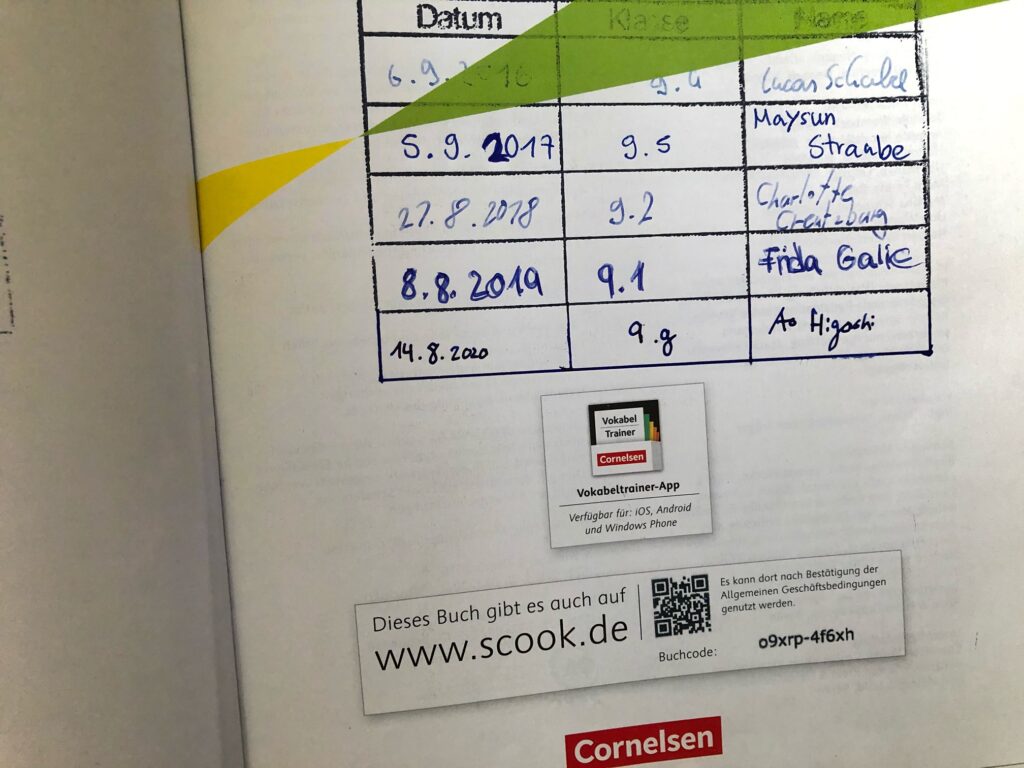 Datum Klasse Name
6.9.2016 9.4 Lucas Schabel
5.9.2017 9.5 Maysun
Straube
27.8.2018 9.2 Charlotte
Creutzburg
8.8.2019 9.1 Frida Galic
14.8.2020 9.g Ao Higashi
Vokabel
Trainer
Cornelsen
Vokabeltrainer-App
Verfügbar für: iOS, Android
und Windows Phone
Dieses Buch gibt es auch auf
www.scook.de
Es kann dort nach Bestätigung der
Allgemeinen Geschäftsbedingungen
genutzt werden.
Buchcode: o9xrp-4f6xh
Cornelsen